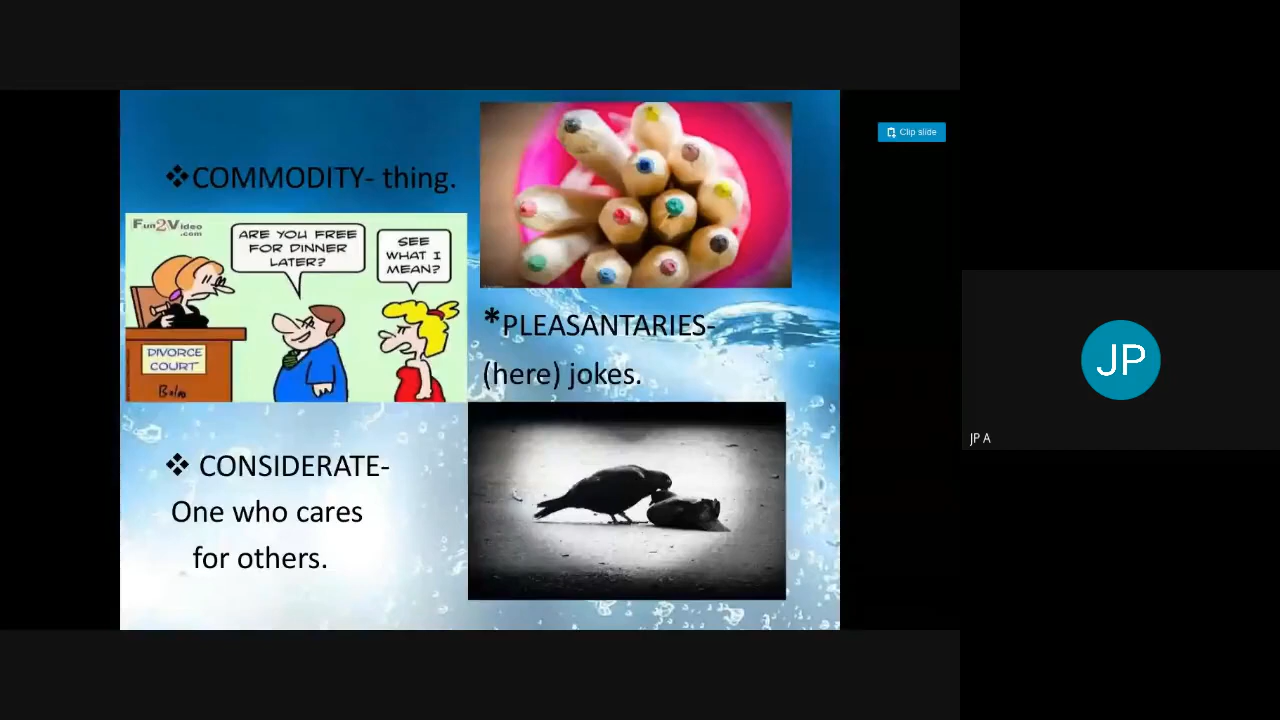 Clip slide
❖COMMODITY- thing.
Fun2Video
.com
ARE YOU FREE
FOR DINNER
LATER?
SEE
WHAT I
MEAN?
DIVORCE
COURT
*PLEASANTARIES-
(here) jokes.
❖ CONSIDERATE-
One who cares
for others.
JP
JP A